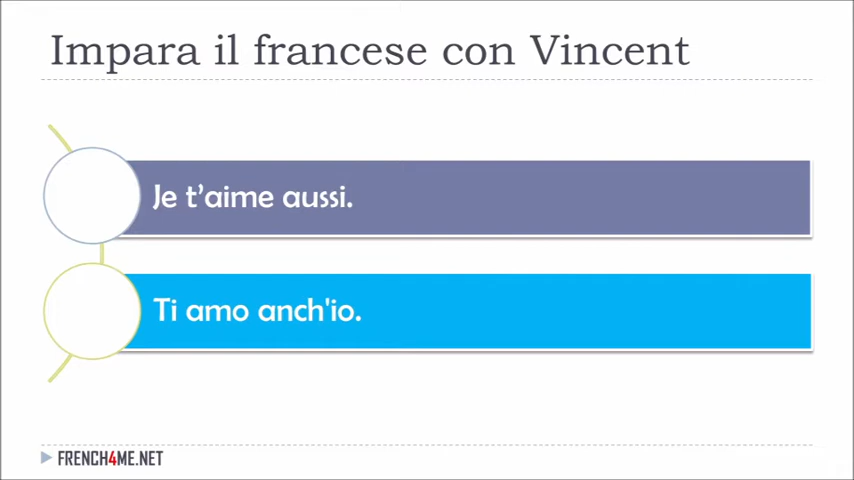 Impara il francese con Vincent
Je t’aime aussi.
Ti amo anch'io.
FRENCH4ME.NET